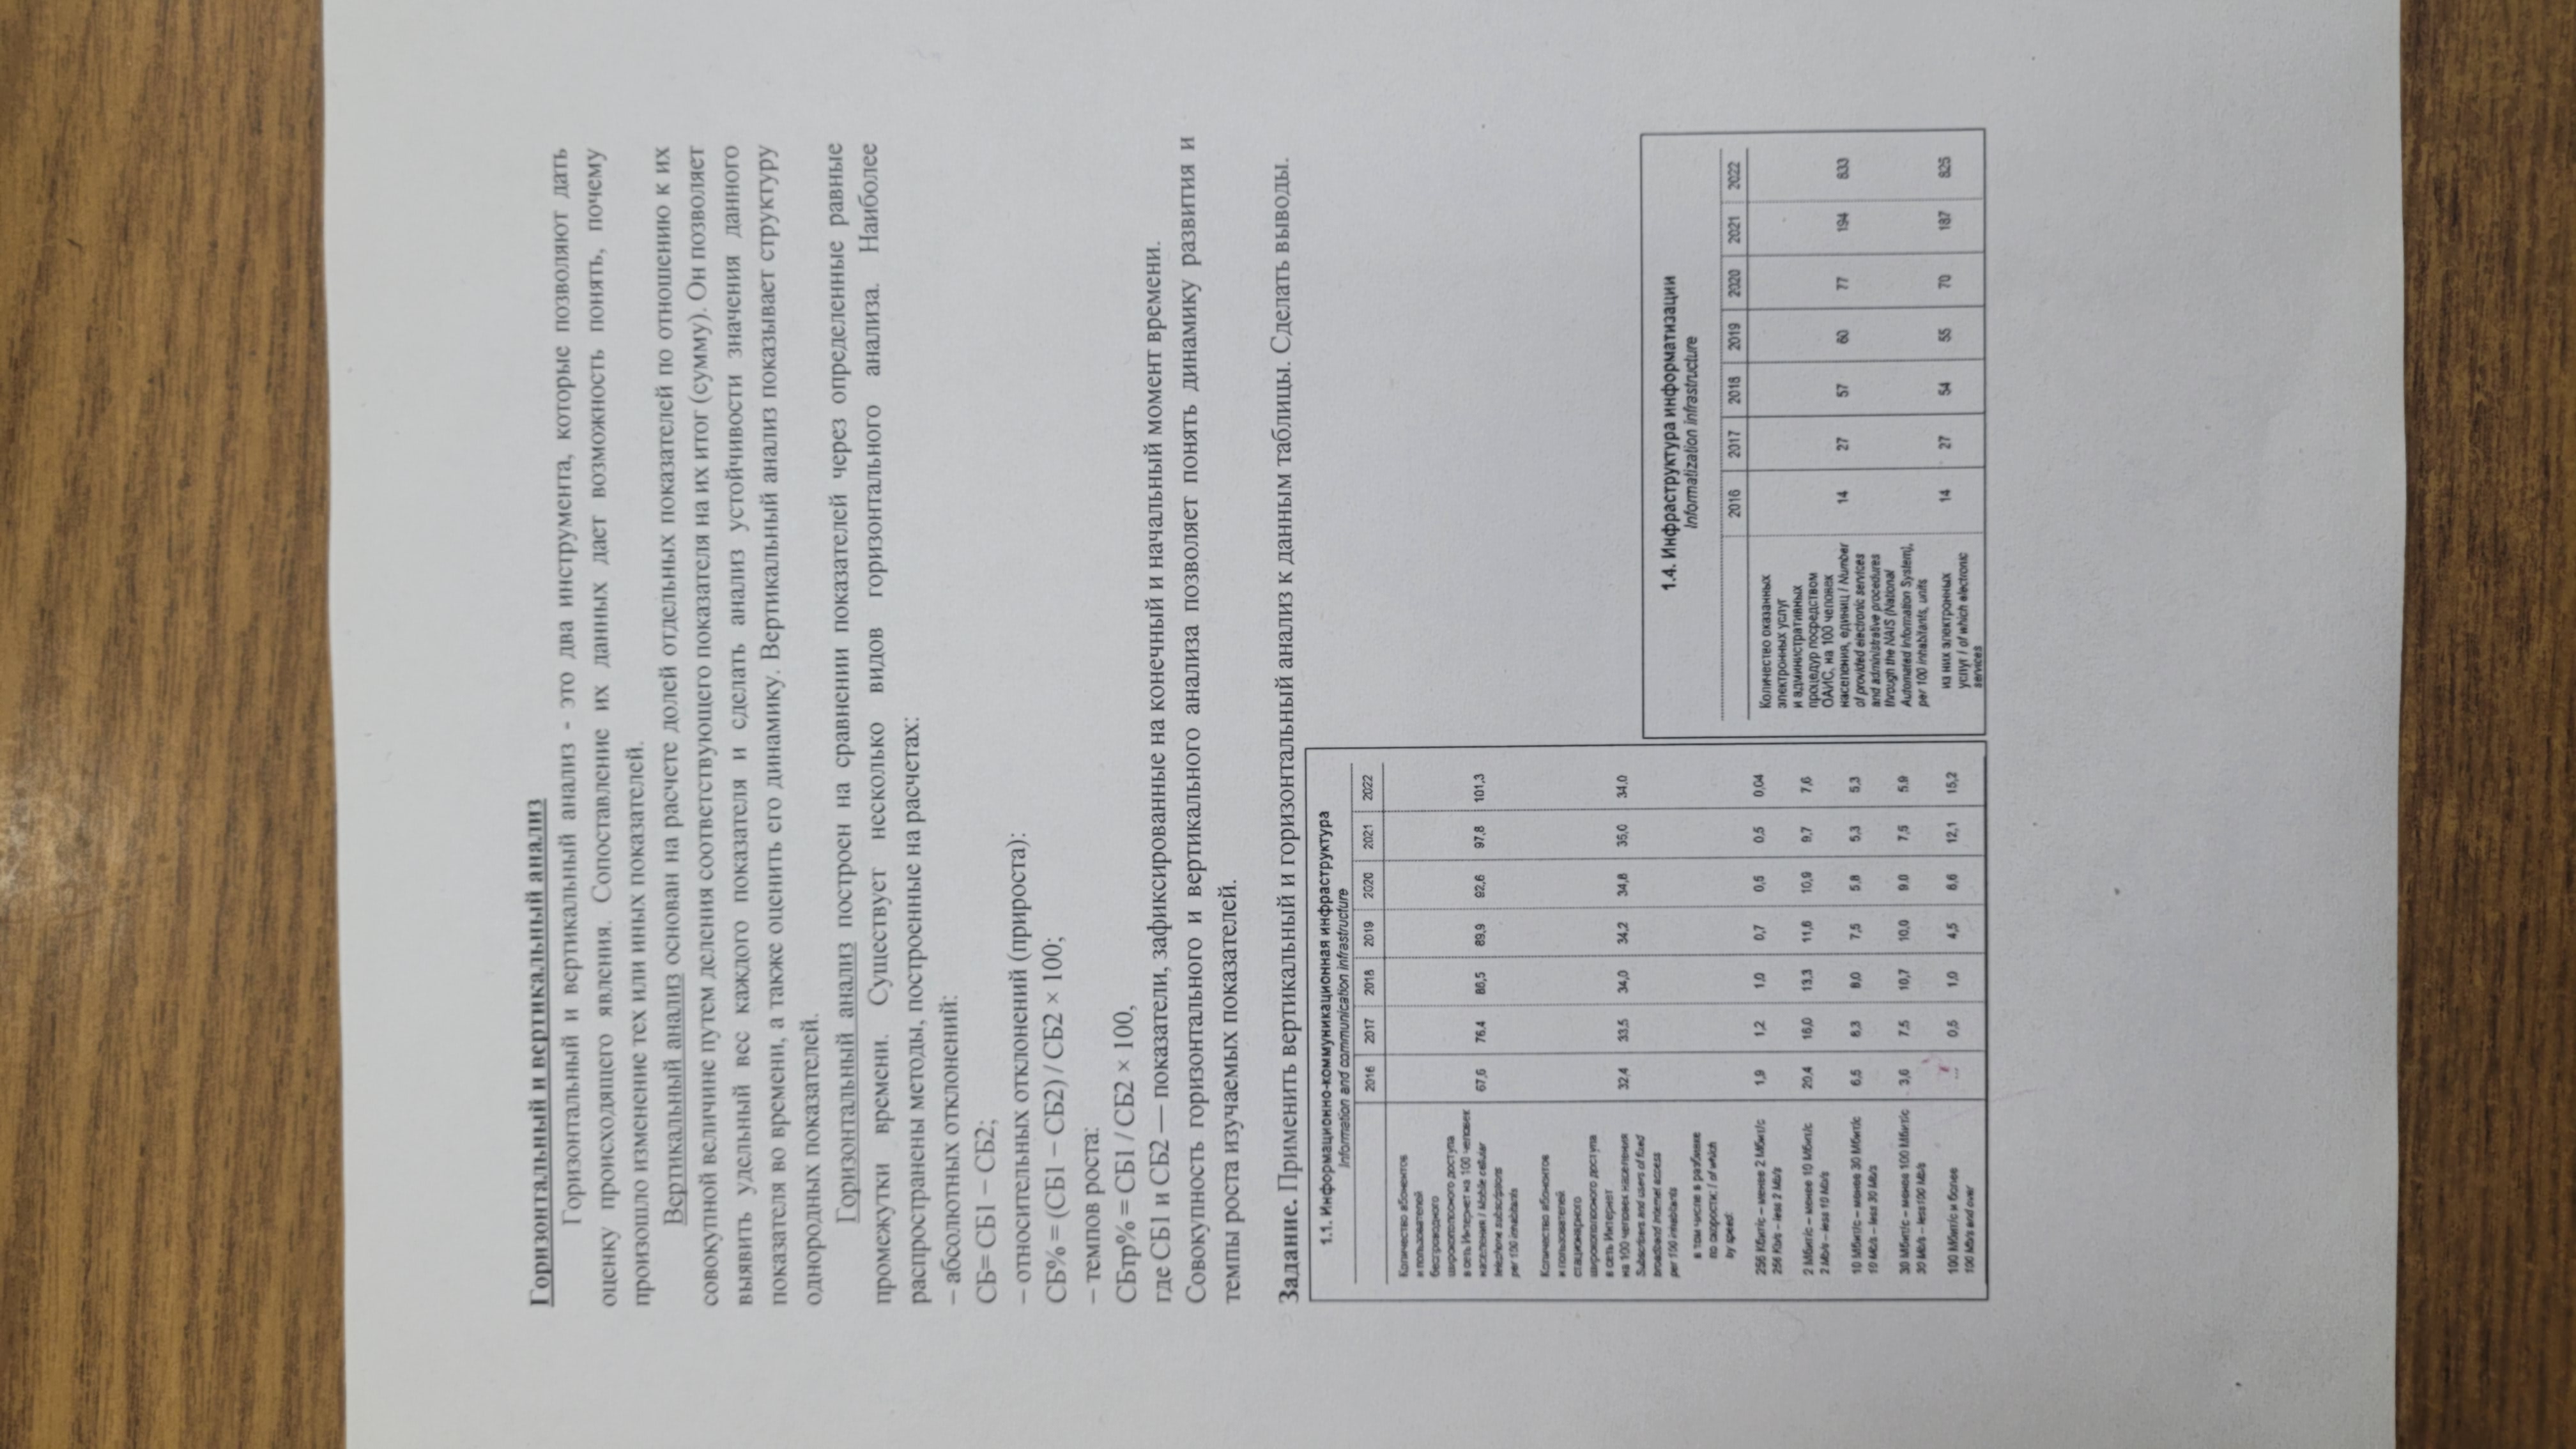 Горизонтальный и вертикальный анализ
Горизонтальный и вертикальный анализ - это два инструмента, которые позволяют дать
оценку происходящего явления. Сопоставление их данных дает возможность понять, почему
произошло изменение тех или иных показателей.
Вертикальный анализ основан на расчете долей отдельных показателей по отношению к их
совокупной величине путем деления соответствующего показателя на их итог (сумму). Он позволяет
выявить удельный вес каждого показателя и сделать анализ устойчивости значения данного
показателя во времени, а также оценить его динамику. Вертикальный анализ показывает структуру
однородных показателей.
Горизонтальный анализ построен на сравнении показателей через определенные равные
промежутки времени. Существует несколько видов горизонтального анализа. Наиболее
распространены методы, построенные на расчетах:
– абсолютных отклонений:
СБ= СБ1 − СБ2;
– относительных отклонений (прироста):
СБ% = (СБ1 − СБ2) / СБ2 × 100;
– темпов роста:
СБтр% = СБ1 / СБ2 × 100,
где СБ1 и СБ2 — показатели, зафиксированные на конечный и начальный момент времени.
Совокупность горизонтального и вертикального анализа позволяет понять динамику развития и
темпы роста изучаемых показателей.
Задание. Применить вертикальный и горизонтальный анализ к данным таблицы. Сделать выводы.
1.1. Информационно-коммуникационная инфраструктура
Information and communication infrastructure
2016 2017 2018 2019 2020 2021 2022
Количество абонентов
и пользователей
беспроводного
широкополосного доступа
в сеть Интернет на 100 человек
населения / Mobile cellular 67,6 76,4 86,5 89,9 92,6 97,8 101,3
telephone subscriptions
per 100 inhabitants
Количество абонентов
и пользователей
стационарного
широкополосного доступа
в сеть Интернет
на 100 человек населения 32,4 33,5 34,0 34,2 34,8 35,0 34,0
Subscribers and users of fixed
broadband internet access
per 100 inhabitants
в том числе в разбивке
по скорости: / of which
by speed:
256 Кбит/с – менее 2 Мбит/с 1,9 1,2 1,0 0,7 0,5 0,04
256 Kb/s – less 2 Mb/s
2 Мбит/с – менее 10 Мбит/с 20,4 16,0 13,3 11,6 10,9 9,7 7,6
2 Mb/s – less 10 Mb/s
10 Мбит/с – менее 30 Мбит/с 6,5 8,3 7,5 5,8 5,3 5,3
10 Mb/s – less 30 Mb/s
30 Мбит/с – менее 100 Мбит/с 3,6 7,5 10,7 10,0 9,0 7,5 5,9
30 Mb/s – less100 Mb/s
100 Мбит/с и более ... 0,5 1,0 4,5 8,6 12,1 15,2
100 Mb/s and over
1.4. Инфраструктура информатизации
Informatization infrastructure
2016 2017 2018 2019 2020 2021 2022
Количество оказанных
электронных услуг
и административных
процедур посредством
ОАИС, на 100 человек
населения, единиц / Number 14 27 57 60 77 194 833
of provided electronic services
and administrative procedures
through the NAIS (National
Automated Information System),
per 100 inhabitants, units
из них электронных 14 27 54 55 70 187 825
услуг / of which electronic
services